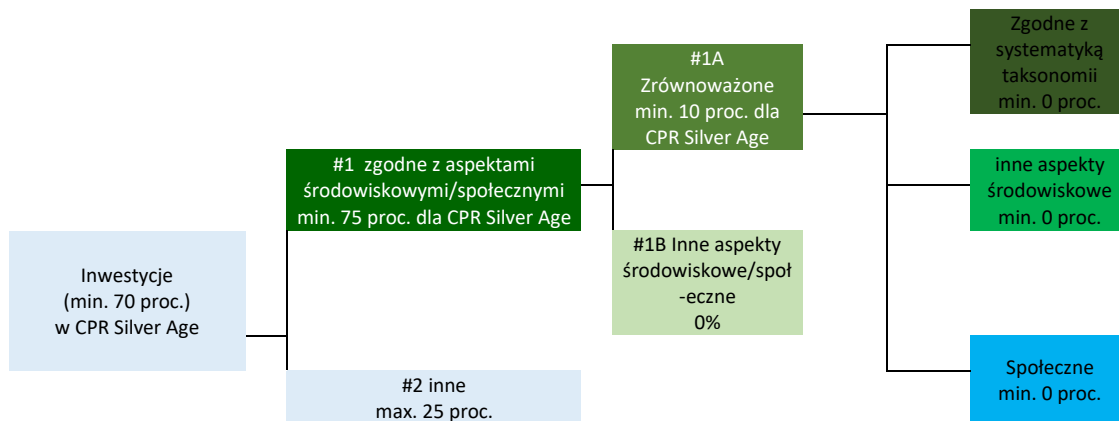 Inwestycje
(min. 70 proc.)
w CPR Silver Age
#1  zgodne z aspektami
środowiskowymi/społecznymi
min. 75 proc. dla CPR Silver Age
#2 inne
max. 25 proc.
#1A
Zrównoważone
min. 10 proc. dla
CPR Silver Age
#1B Inne aspekty
środowiskowe/społ
-eczne
0%
Zgodne z
systematyką
taksonomii
min. 0 proc.
inne aspekty
środowiskowe
min. 0 proc.
Społeczne
min. 0 proc.